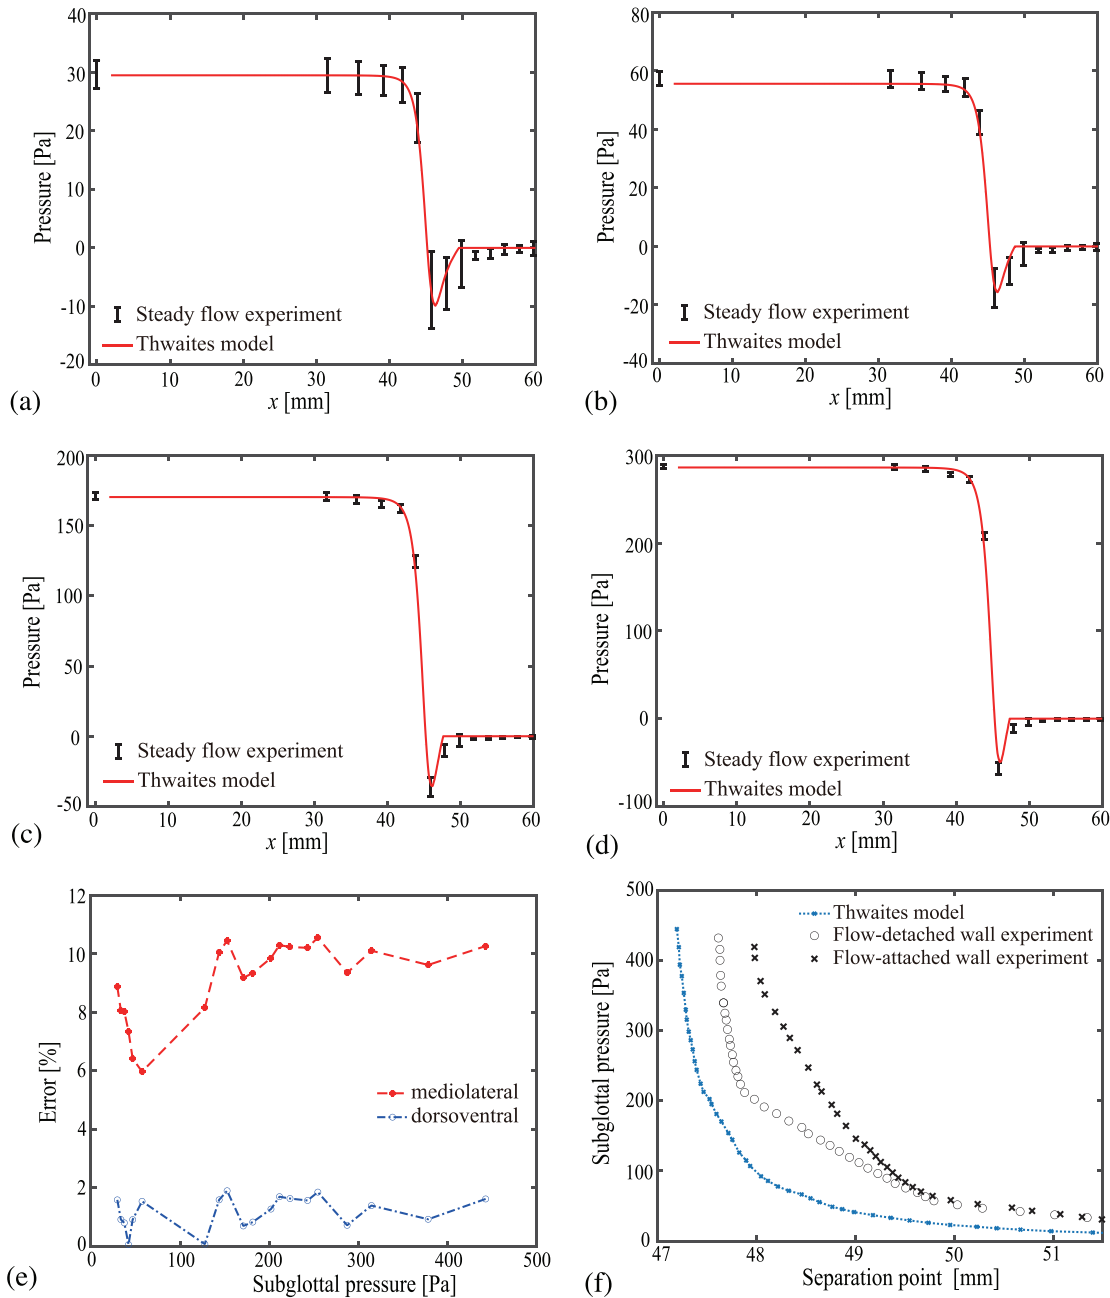 40
30
20
10
0
-10
-20
Pressure [Pa]
Steady flow experiment
Thwaites model
0 10 20 30 40 50 60
x [mm]
(a)
80
60
40
20
0
-20
-40
Pressure [Pa]
Steady flow experiment
Thwaites model
0 10 20 30 40 50 60
x [mm]
(b)
200
150
100
50
0
-50
Pressure [Pa]
Steady flow experiment
Thwaites model
0 10 20 30 40 50 60
x [mm]
(c)
300
200
100
0
-100
Pressure [Pa]
Steady flow experiment
Thwaites model
0 10 20 30 40 50 60
x [mm]
(d)
12
10
8
6
4
2
0
Error [%]
mediolateral
dorsoventral
0 100 200 300 400 500
Subglottal pressure [Pa]
(e)
500
400
300
200
100
0
Subglottal pressure [Pa]
Thwaites model
Flow-detached wall experiment
Flow-attached wall experiment
47 48 49 50 51
Separation point [mm]
(f)